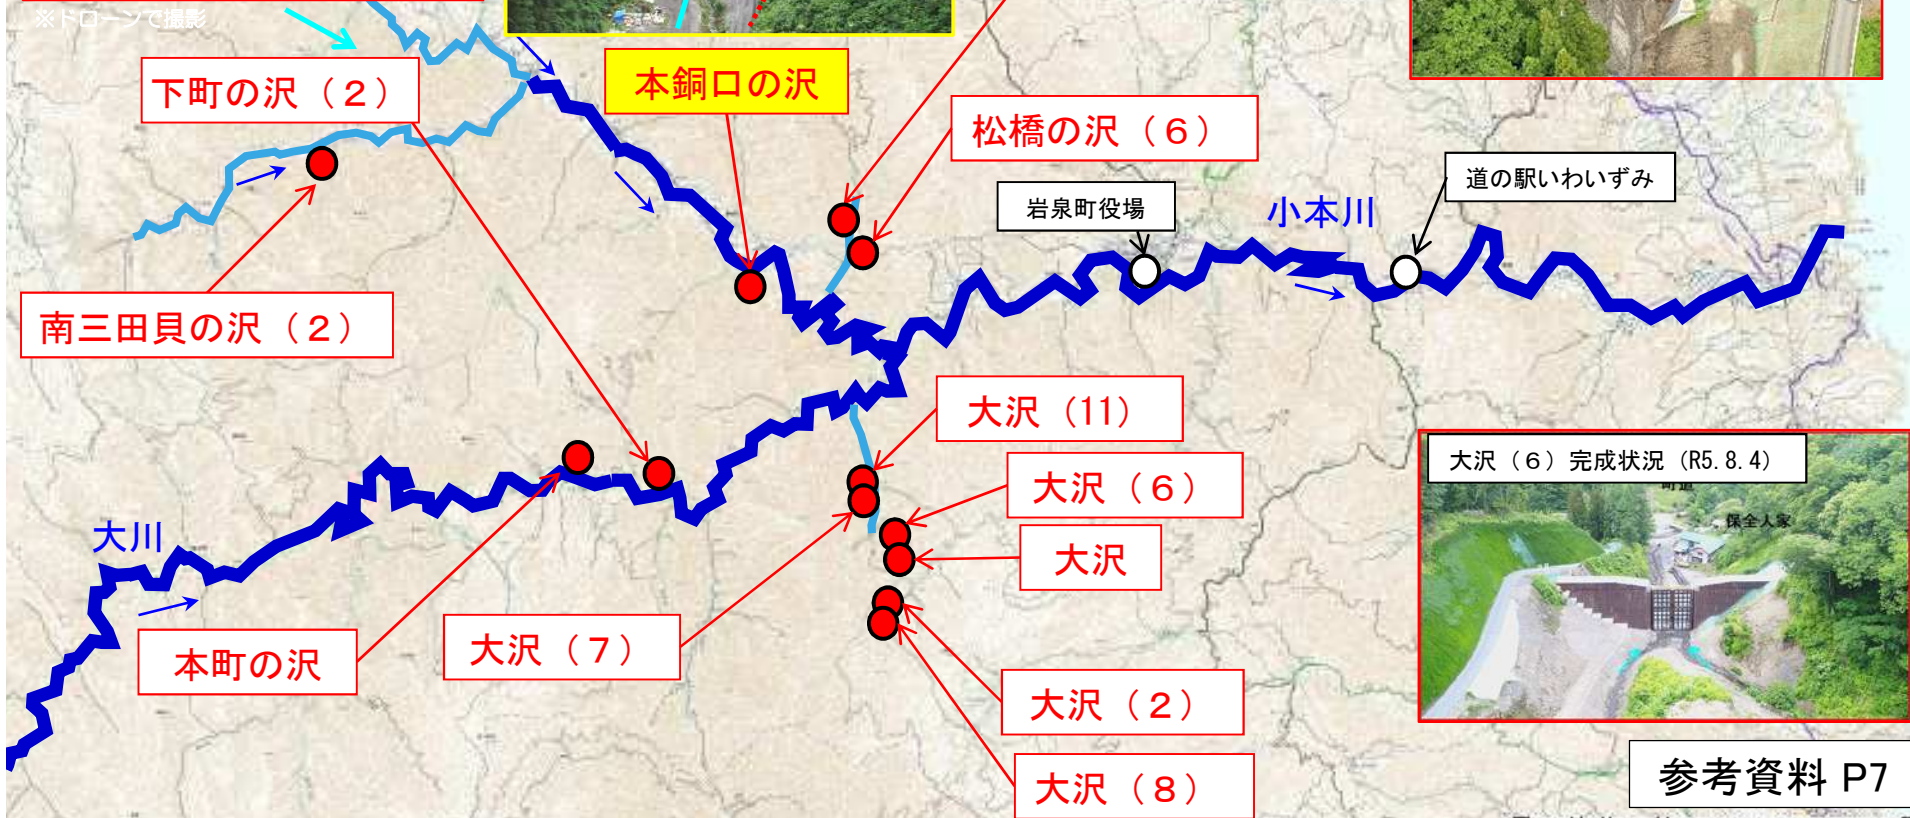 ※ドローンで撮影
下町の沢（２）
本銅口の沢
松橋の沢（６）
道の駅いわいずみ
岩泉町役場
小本川
南三田貝の沢（２）
大沢（11）
大沢（６）完成状況（R5.8.4）
町道
保全人家
大沢（６）
大川
大沢
大沢（７）
本町の沢
大沢（２）
参考資料 P7
大沢（８）